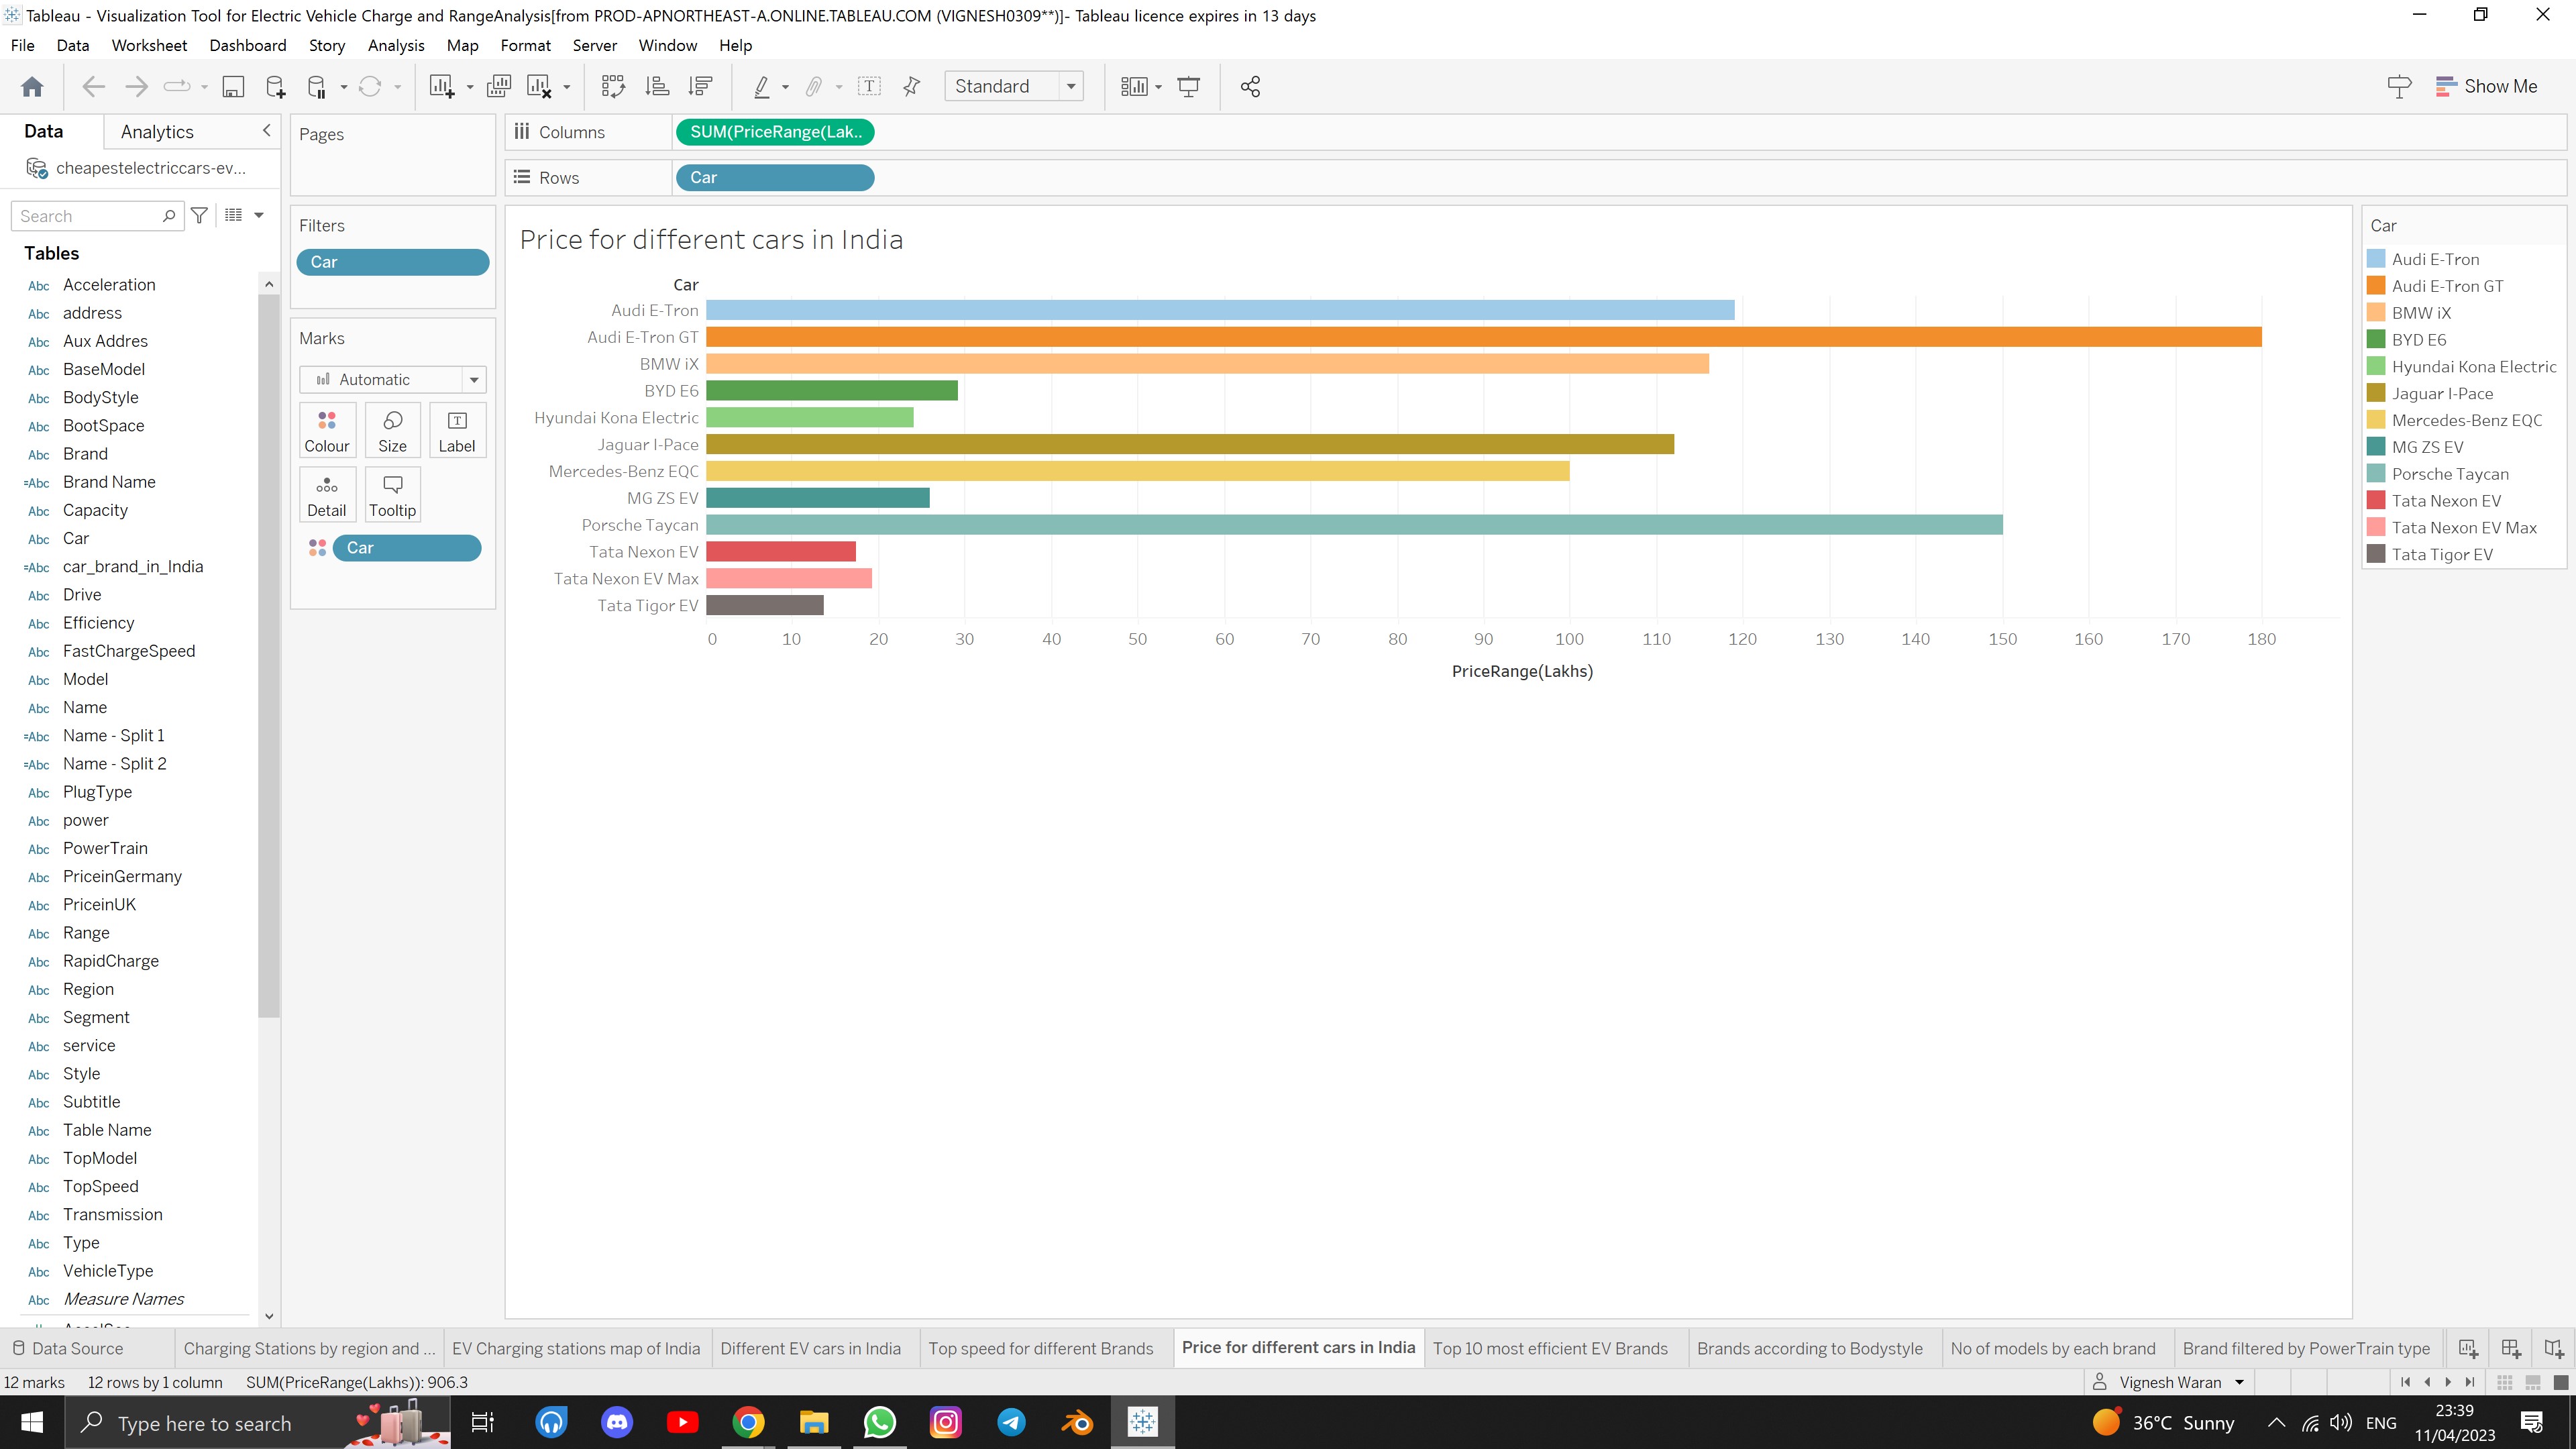 Tableau - Visualization Tool for Electric Vehicle Charge and RangeAnalysis[from PROD-APNORTHEAST-A.ONLINE.TABLEAU.COM (VIGNESH0309**)]- Tableau licence expires in 13 days
File Data Worksheet Dashboard Story Analysis Map Format Server Window Help
Standard
Show Me
Data Analytics
cheapestelectriccars-ev...
Search
Tables
Abc Acceleration
Abc address
Abc Aux Addres
Abc BaseModel
Abc BodyStyle
Abc BootSpace
Abc Brand
=Abc Brand Name
Abc Capacity
Abc Car
=Abc car_brand_in_India
Abc Drive
Abc Efficiency
Abc FastChargeSpeed
Abc Model
Abc Name
=Abc Name - Split 1
=Abc Name - Split 2
Abc PlugType
Abc power
Abc PowerTrain
Abc PriceinGermany
Abc PriceinUK
Abc Range
Abc RapidCharge
Abc Region
Abc Segment
Abc service
Abc Style
Abc Subtitle
Abc Table Name
Abc TopModel
Abc TopSpeed
Abc Transmission
Abc Type
Abc VehicleType
Abc Measure Names
Pages
Filters
Car
Marks
Automatic
Colour Size Label
Detail Tooltip
Car
Columns SUM(PriceRange(Lak..
Rows Car
Price for different cars in India
Car
Audi E-Tron
Audi E-Tron GT
BMW iX
BYD E6
Hyundai Kona Electric
Jaguar I-Pace
Mercedes-Benz EQC
MG ZS EV
Porsche Taycan
Tata Nexon EV
Tata Nexon EV Max
Tata Tigor EV
0 10 20 30 40 50 60 70 80 90 100 110 120 130 140 150 160 170 180
PriceRange(Lakhs)
Car
Audi E-Tron
Audi E-Tron GT
BMW iX
BYD E6
Hyundai Kona Electric
Jaguar I-Pace
Mercedes-Benz EQC
MG ZS EV
Porsche Taycan
Tata Nexon EV
Tata Nexon EV Max
Tata Tigor EV
Data Source Charging Stations by region and ... EV Charging stations map of India Different EV cars in India Top speed for different Brands Price for different cars in India Top 10 most efficient EV Brands Brands according to Bodystyle No of models by each brand Brand filtered by PowerTrain type
12 marks 12 rows by 1 column SUM(PriceRange(Lakhs)): 906.3
Vignesh Waran
Type here to search
36°C Sunny
ENG
23:39
11/04/2023